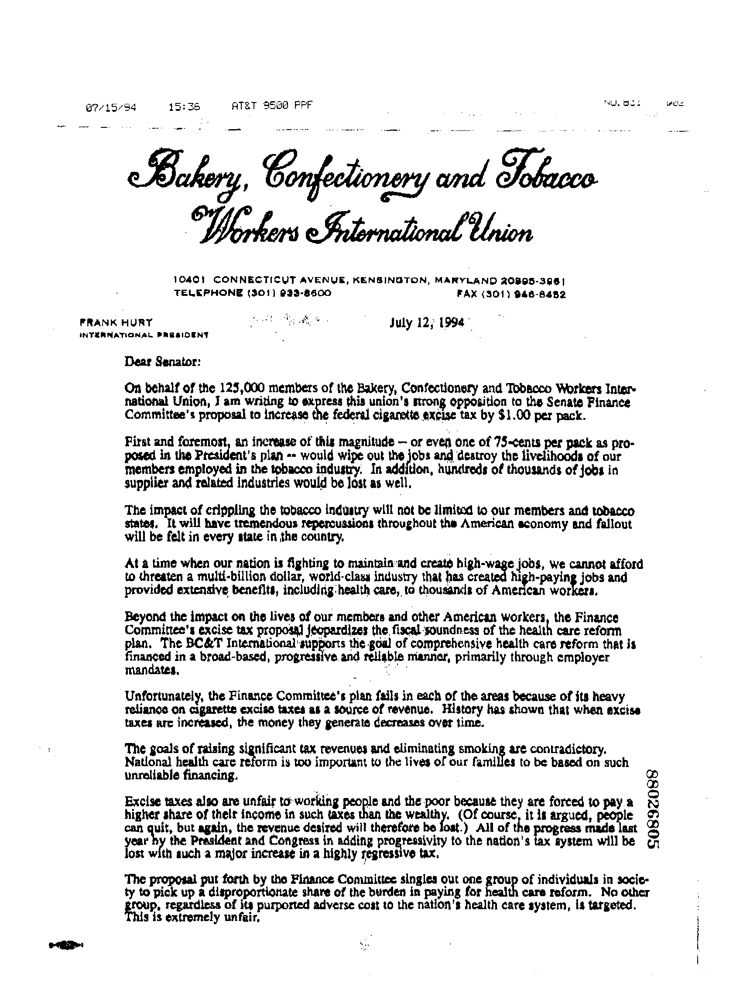 07/15/94 15:36 AT&T 9500 PPF
Bakery, Confectionery and Tobacco
Workers International Union
10401 CONNECTICUT AVENUE, KENSINGTON, MARYLAND 20895-3961
TELEPHONE (301) 933-8600 FAX (301) 946-8452
FRANK HURT
INTERNATIONAL PRESIDENT
July 12, 1994
Dear Senator:
On behalf of the 125,000 members of the Bakery, Confectionery and Tobacco Workers Inter-
national Union, I am writing to express this union's strong opposition to the Senate Finance
Committee's proposal to increase the federal cigarette excise tax by $1.00 per pack.
First and foremost, an increase of this magnitude -- or even one of 75-cents per pack as pro-
posed in the President's plan -- would wipe out the jobs and destroy the livelihoods of our
members employed in the tobacco industry. In addition, hundreds of thousands of jobs in
supplier and related industries would be lost as well.
The impact of crippling the tobacco industry will not be limited to our members and tobacco
states. It will have tremendous repercussions throughout the American economy and fallout
will be felt in every state in the country.
At a time when our nation is fighting to maintain and create high-wage jobs, we cannot afford
to threaten a multi-billion dollar, world-class industry that has created high-paying jobs and
provided extensive benefits, including health care, to thousands of American workers.
Beyond the impact on the lives of our members and other American workers, the Finance
Committee's excise tax proposal jeopardizes the fiscal soundness of the health care reform
plan. The BC&T International supports the goal of comprehensive health care reform that is
financed in a broad-based, progressive and reliable manner, primarily through employer
mandates.
Unfortunately, the Finance Committee's plan fails in each of the areas because of its heavy
reliance on cigarette excise taxes as a source of revenue. History has shown that when excise
taxes are increased, the money they generate decreases over time.
The goals of raising significant tax revenues and eliminating smoking are contradictory.
National health care reform is too important to the lives of our families to be based on such
unreliable financing.
Excise taxes also are unfair to working people and the poor because they are forced to pay a
higher share of their income in such taxes than the wealthy. (Of course, it is argued, people
can quit, but again, the revenue desired will therefore be lost.) All of the progress made last
year by the President and Congress in adding progressivity to the nation's tax system will be
lost with such a major increase in a highly regressive tax.
The proposal put forth by the Finance Committee singles out one group of individuals in socie-
ty to pick up a disproportionate share of the burden in paying for health care reform. No other
group, regardless of its purported adverse cost to the nation's health care system, is targeted.
This is extremely unfair.
88026805